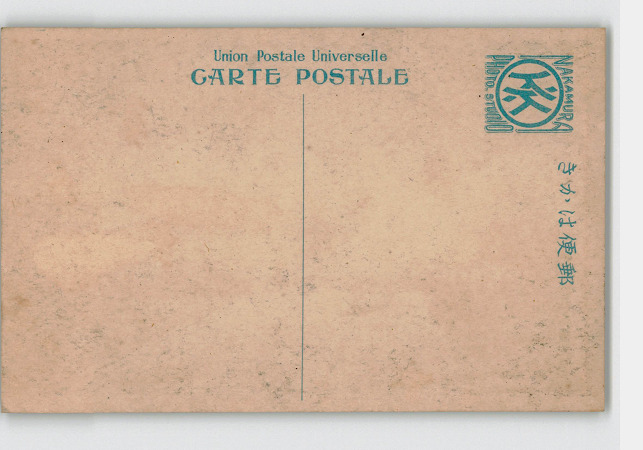 Union Postale Universelle
CARTE POSTALE
NAKAMURA
PHOTO. STUDIO
きかは便郵